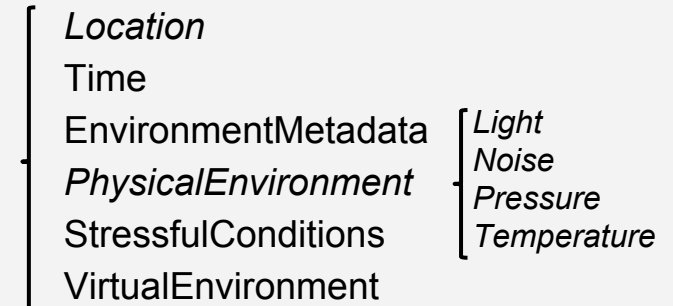 Location
Time
EnvironmentMetadata
PhysicalEnvironment
StressfulConditions
VirtualEnvironment
Light
Noise
Pressure
Temperature